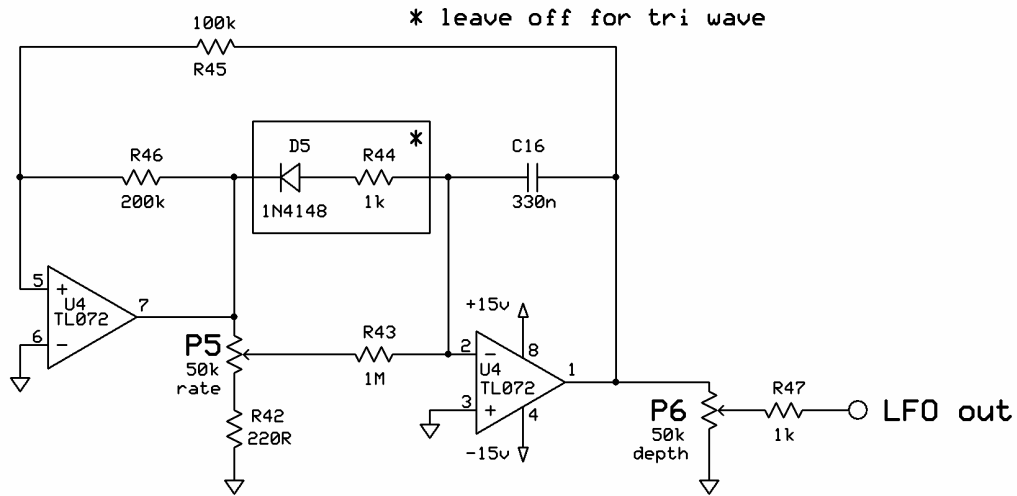 * leave off for tri wave
100k
R45
*
D5
R44
1N4148
1k
R46
200k
C16
330n
5
+
U4
TL072
7
6
-
P5
50k
rate
R43
1M
R42
220R
+15v
8
2
-
U4
TL072
1
3
+
4
-15v
P6
50k
depth
R47
1k
LFO out